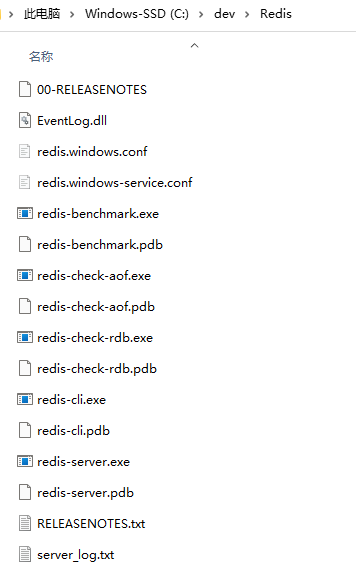 此电脑 > Windows-SSD (C:) > dev > Redis
名称
00-RELEASENOTES
EventLog.dll
redis.windows.conf
redis.windows-service.conf
redis-benchmark.exe
redis-benchmark.pdb
redis-check-aof.exe
redis-check-aof.pdb
redis-check-rdb.exe
redis-check-rdb.pdb
redis-cli.exe
redis-cli.pdb
redis-server.exe
redis-server.pdb
RELEASENOTES.txt
server_log.txt